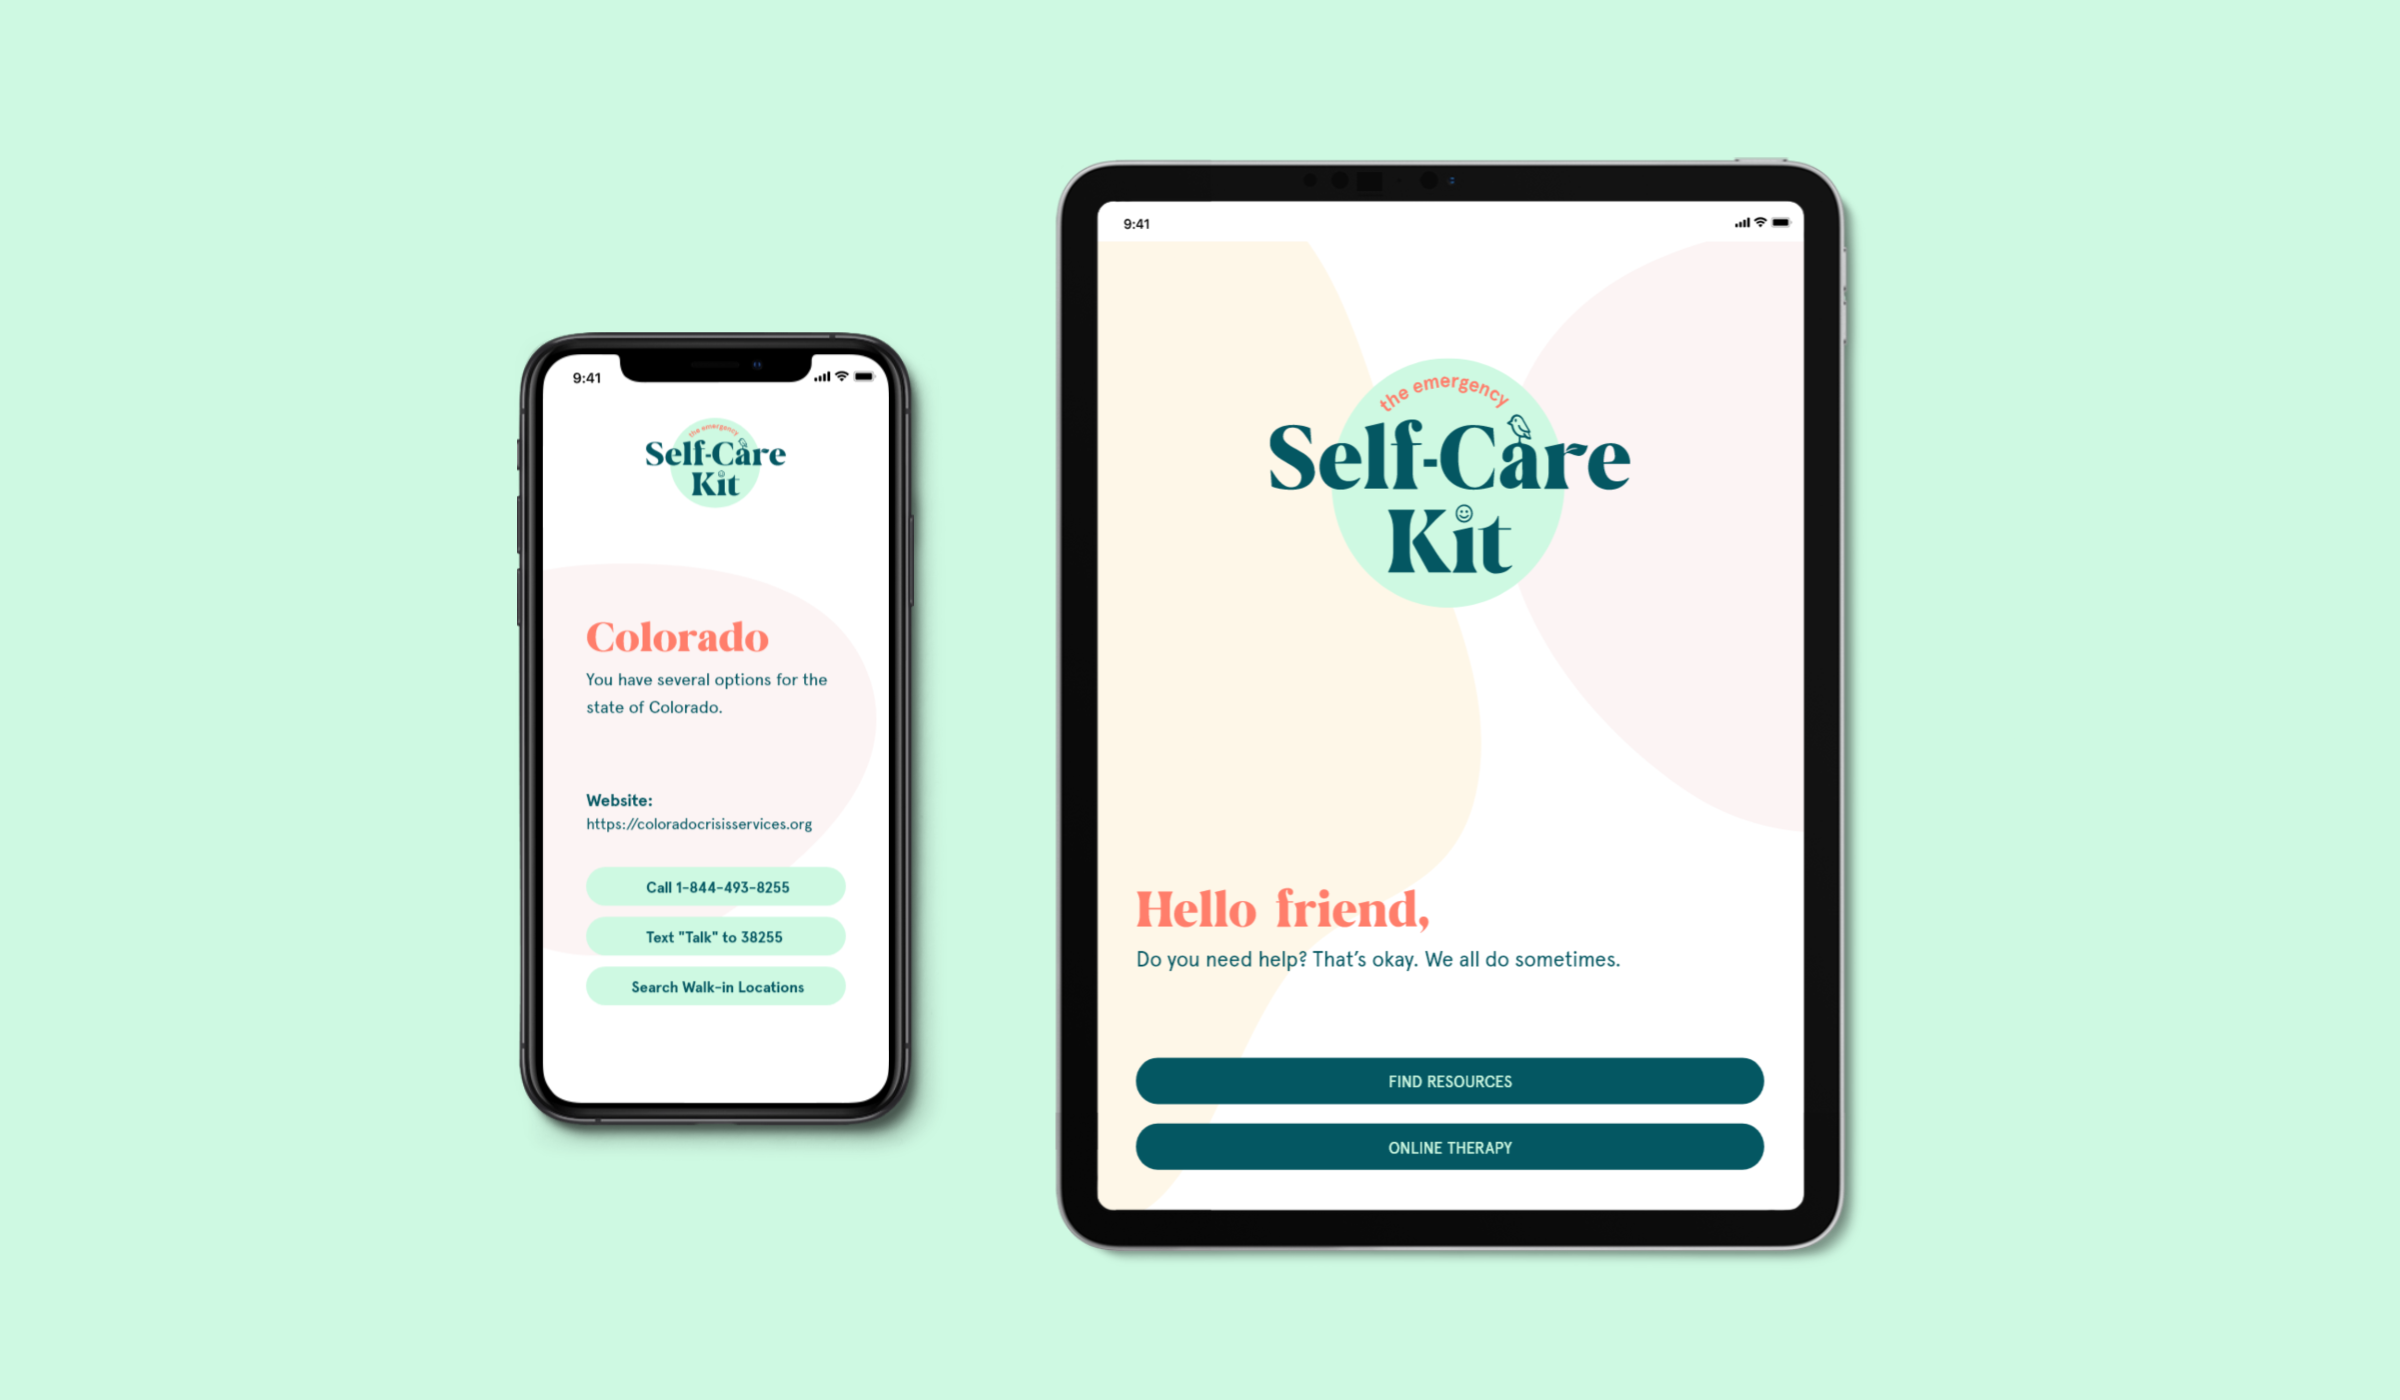 9:41
the emergency
Self-Care
Kit
Colorado
You have several options for the
state of Colorado.
Website:
https://coloradocrisisservices.org
Call 1-844-493-8255
Text "Talk" to 38255
Search Walk-in Locations
9:41
the emergency
Self-Care
Kit
Hello friend,
Do you need help? That’s okay. We all do sometimes.
FIND RESOURCES
ONLINE THERAPY